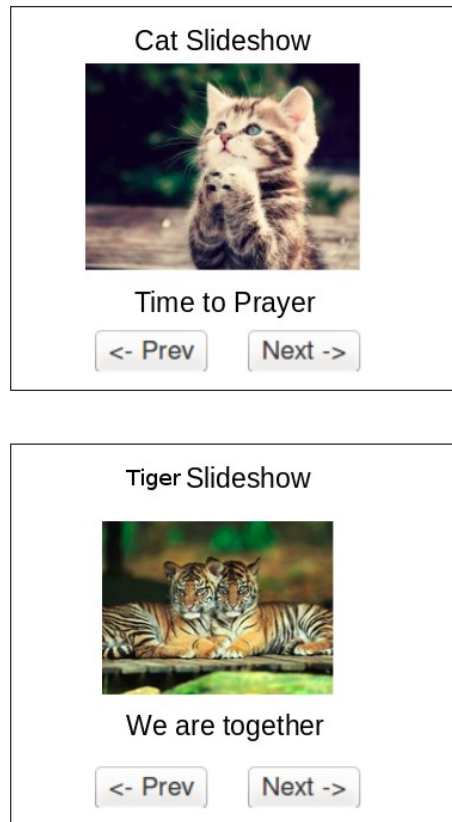 Cat Slideshow
Time to Prayer
<- Prev Next ->
Tiger Slideshow
We are together
<- Prev Next ->